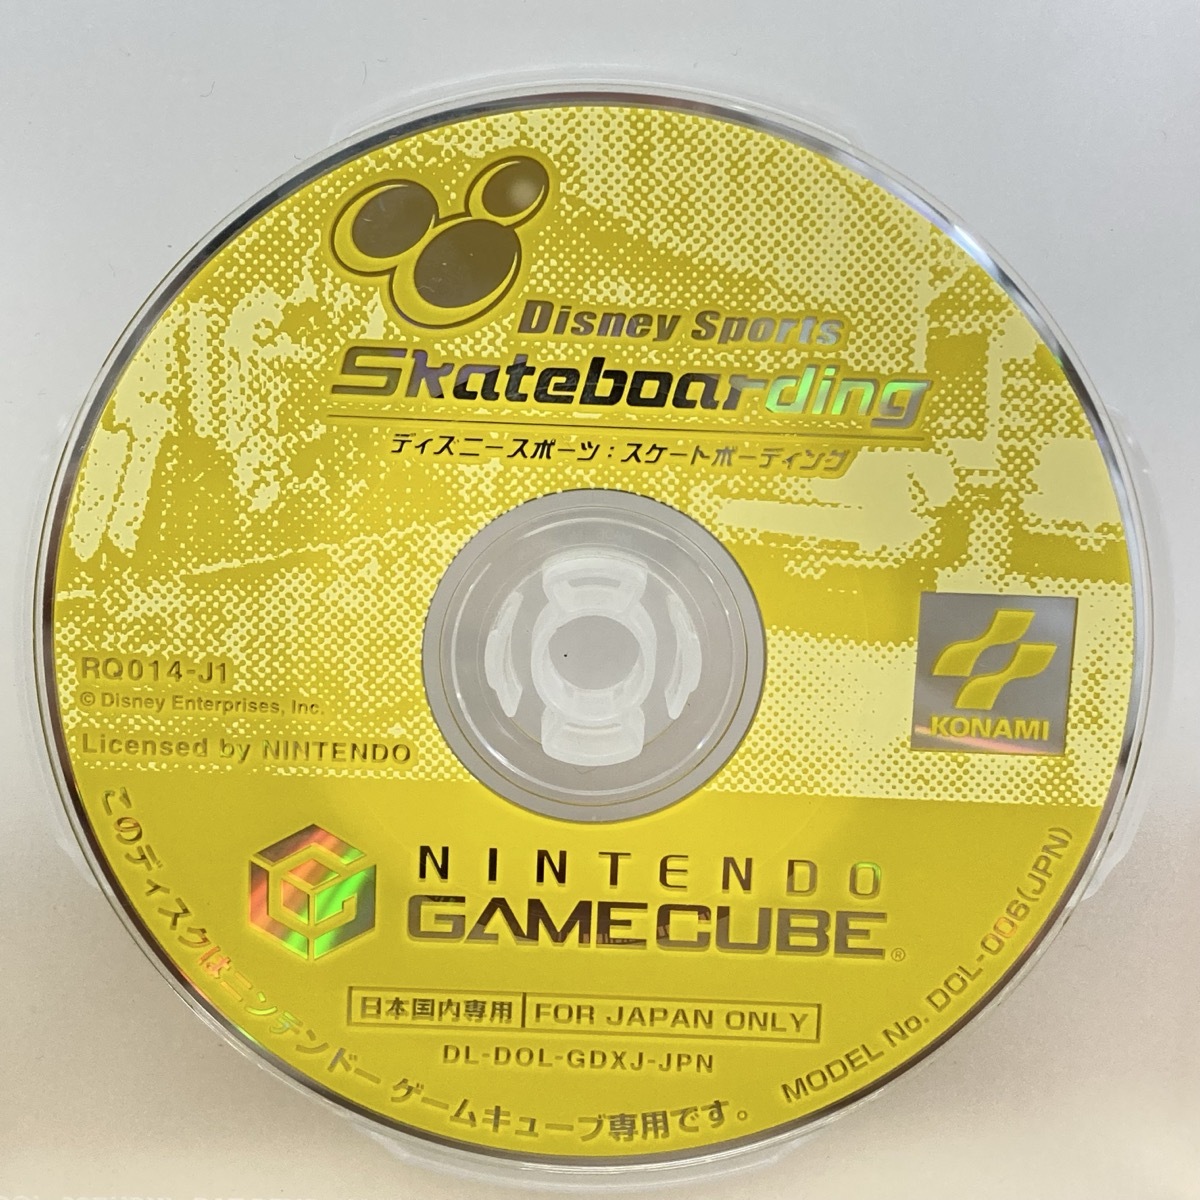 Disney Sports
Skateboarding
ディズニースポーツ：スケートボーディング
RQ014-J1
© Disney Enterprises, Inc.
Licensed by NINTENDO
KONAMI
NINTENDO
GAMECUBE®
日本国内専用 FOR JAPAN ONLY
DL-DOL-GDXJ-JPN
このディスクはニンテンドー ゲームキューブ専用です。
MODEL No. DOL-006(JPN)